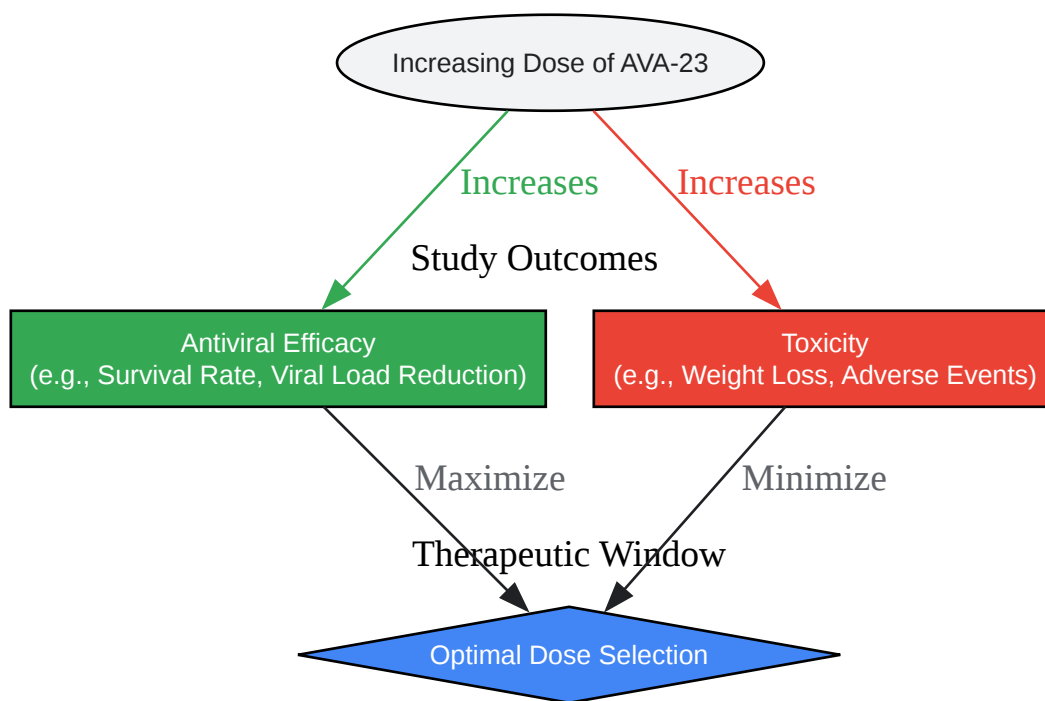 Increasing Dose of AVA-23
Increases
Increases
Study Outcomes
Antiviral Efficacy
(e.g., Survival Rate, Viral Load Reduction)
Toxicity
(e.g., Weight Loss, Adverse Events)
Maximize
Minimize
Therapeutic Window
Optimal Dose Selection